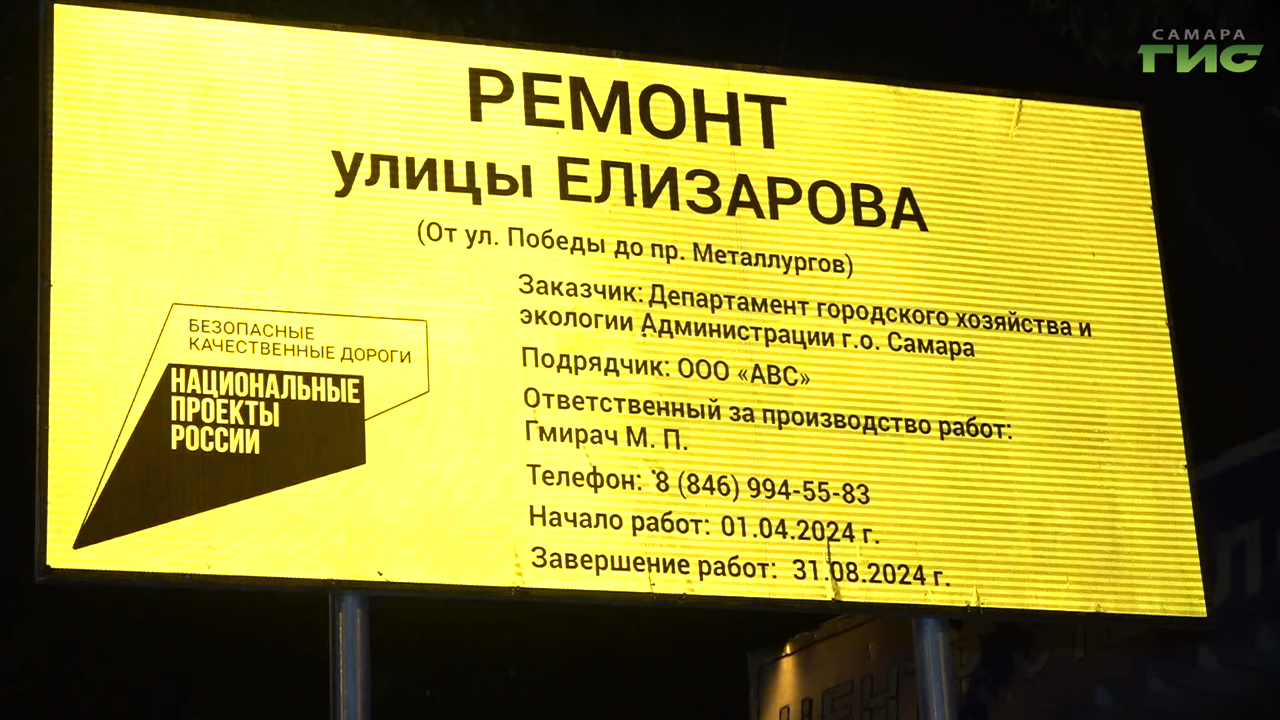 САМАРА
ГИС
РЕМОНТ
улицы ЕЛИЗАРОВА
(От ул. Победы до пр. Металлургов)
Заказчик: Департамент городского хозяйства и
экологии Администрации г.о. Самара
Подрядчик: ООО «АВС»
Ответственный за производство работ:
Гмирач М. П.
Телефон: 8 (846) 994-55-83
Начало работ: 01.04.2024 г.
Завершение работ: 31.08.2024 г.
БЕЗОПАСНЫЕ
КАЧЕСТВЕННЫЕ ДОРОГИ
НАЦИОНАЛЬНЫЕ
ПРОЕКТЫ
РОССИИ